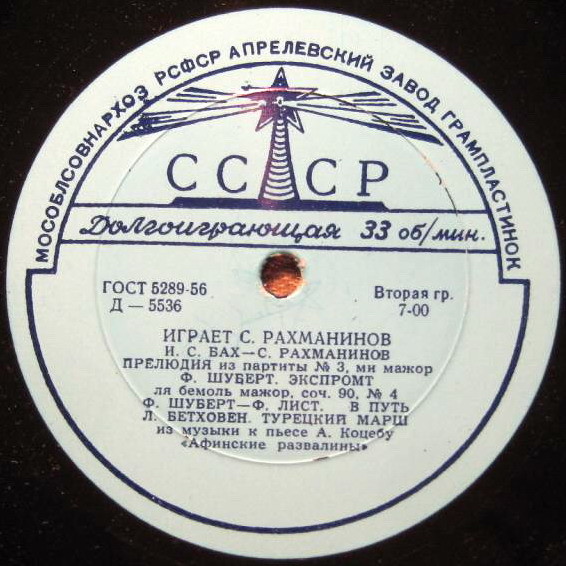 МОСОБЛСОВНАРХОЗ РСФСР АПРЕЛЕВСКИЙ ЗАВОД ГРАМПЛАСТИНОК
СССР
Долгоиграющая 33 об/мин.
ГОСТ 5289-56
Д — 5536
Вторая гр.
7-00
ИГРАЕТ С. РАХМАНИНОВ
И. С. БАХ—С. РАХМАНИНОВ
ПРЕЛЮДИЯ из партиты № 3, ми мажор
Ф. ШУБЕРТ. ЭКСПРОМТ
ля бемоль мажор, соч. 90, № 4
Ф. ШУБЕРТ—Ф. ЛИСТ. В ПУТЬ
Л. БЕТХОВЕН. ТУРЕЦКИЙ МАРШ
из музыки к пьесе А. Коцебу
«Афинские развалины»